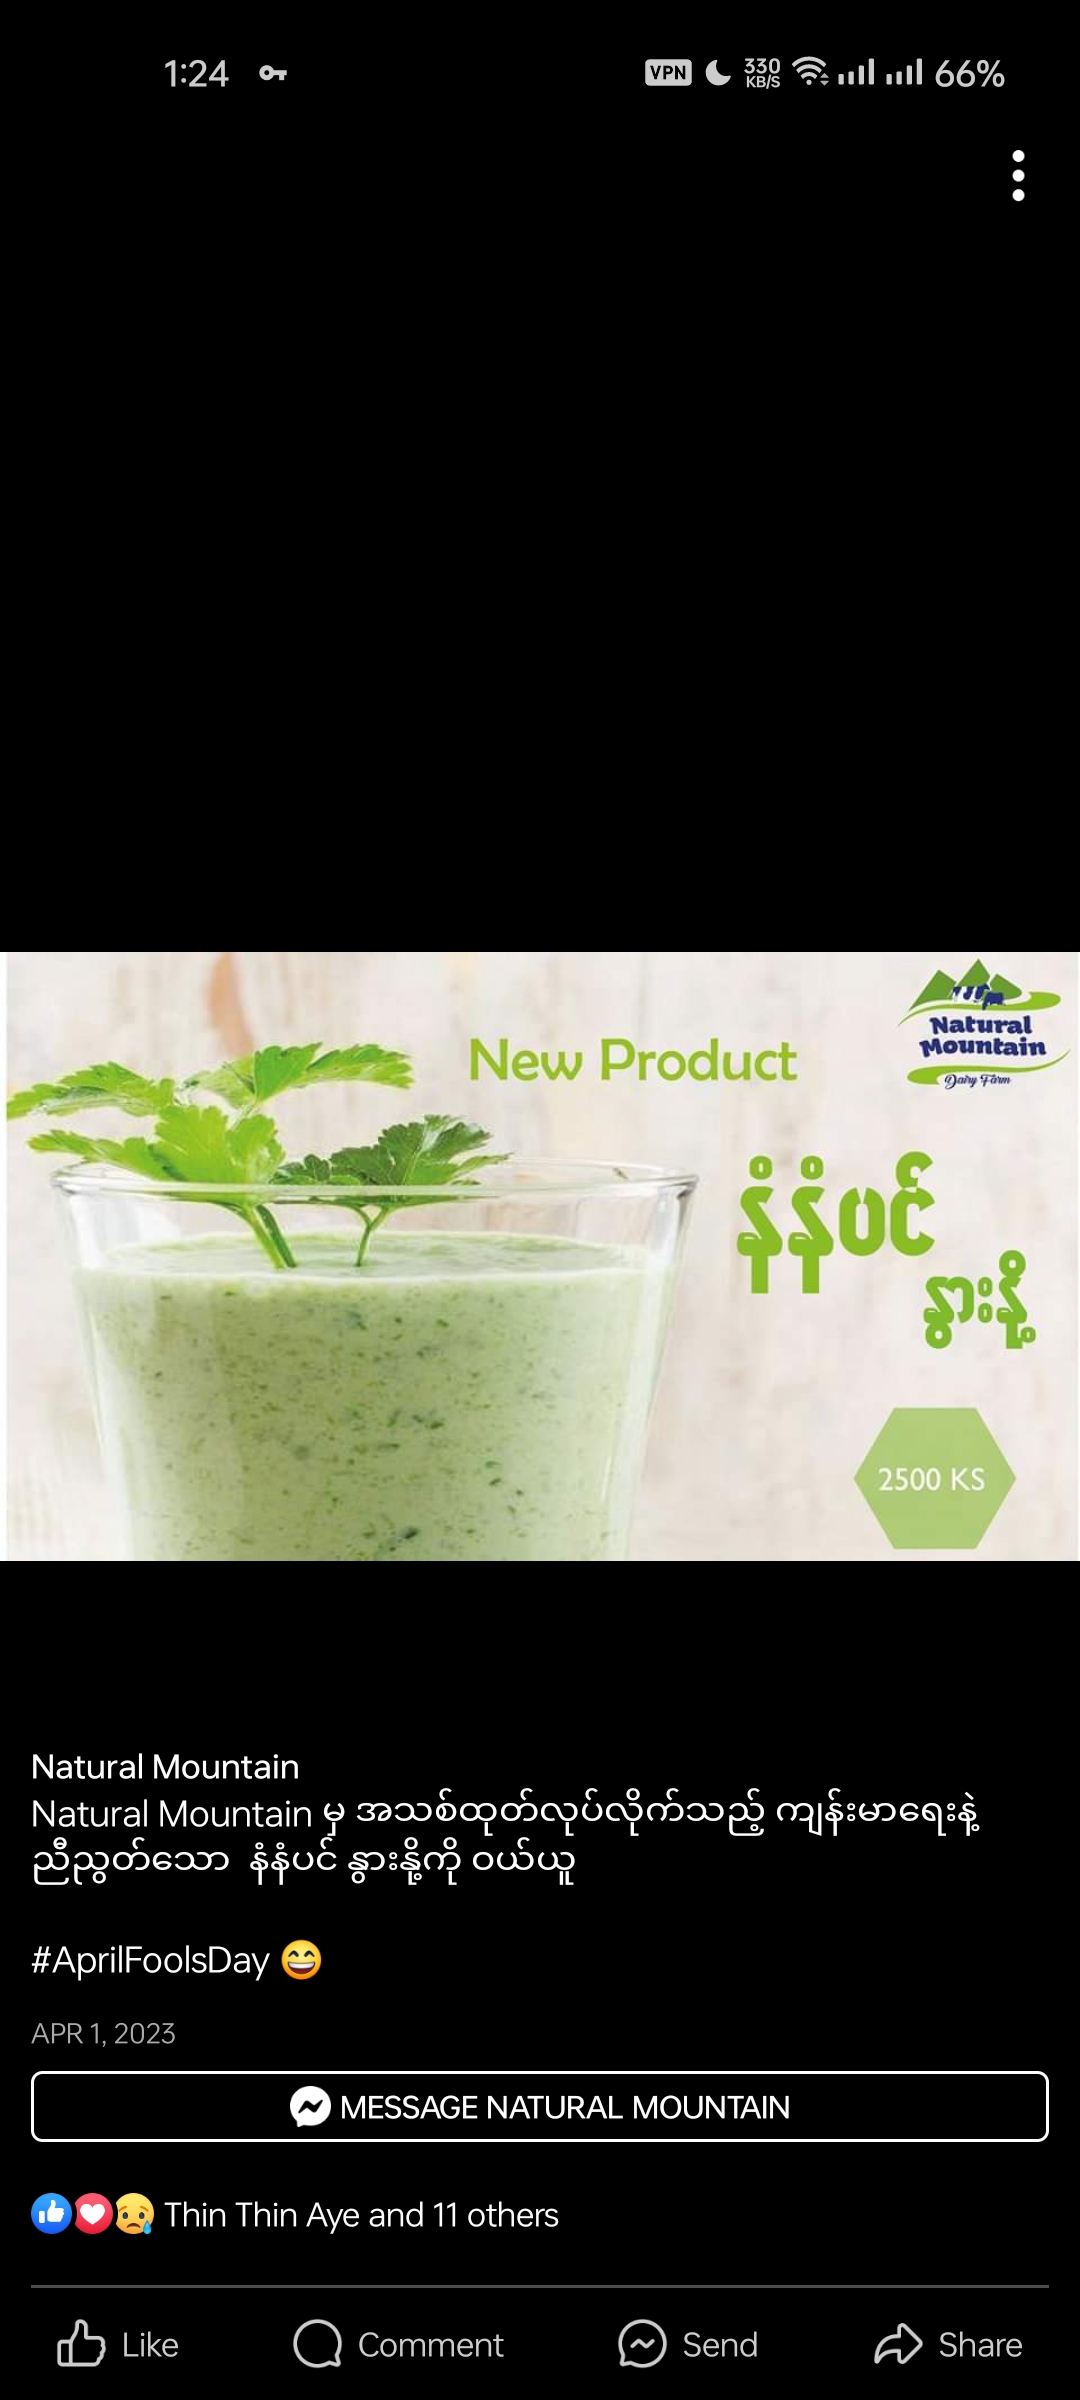 1:24
VPN 330 KB/S 66%
Natural
Mountain
Dairy Farm
New Product
နံနံပင်
နွားနို့
2500 KS
Natural Mountain
Natural Mountain မှ အသစ်ထုတ်လုပ်လိုက်သည့် ကျန်းမာရေးနဲ့
ညီညွတ်သော  နံနံပင် နွားနို့ကို ဝယ်ယူ
#AprilFoolsDay 😄
APR 1, 2023
MESSAGE NATURAL MOUNTAIN
Thin Thin Aye and 11 others
Like Comment Send Share